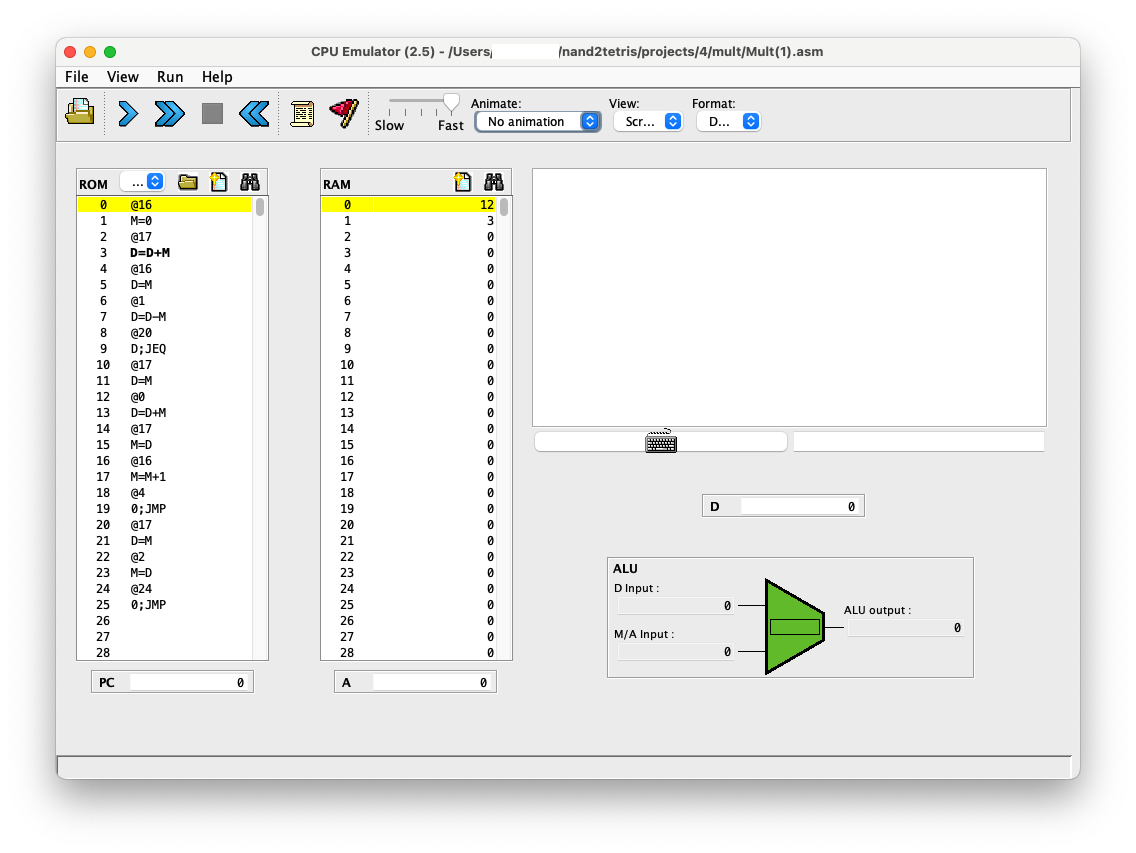 CPU Emulator (2.5) - /Users/ /nand2tetris/projects/4/mult/Mult(1).asm
File View Run Help
Slow Fast
Animate:
No animation
View:
Scr...
Format:
D...
ROM ...
0 @16
1 M=0
2 @17
3 D=D+M
4 @16
5 D=M
6 @1
7 D=D-M
8 @20
9 D;JEQ
10 @17
11 D=M
12 @0
13 D=D+M
14 @17
15 M=D
16 @16
17 M=M+1
18 @4
19 0;JMP
20 @17
21 D=M
22 @2
23 M=D
24 @24
25 0;JMP
26
27
28
PC 0
RAM
0 12
1 3
2 0
3 0
4 0
5 0
6 0
7 0
8 0
9 0
10 0
11 0
12 0
13 0
14 0
15 0
16 0
17 0
18 0
19 0
20 0
21 0
22 0
23 0
24 0
25 0
26 0
27 0
28 0
A 0
D 0
ALU
D Input :
0
M/A Input :
0
ALU output :
0